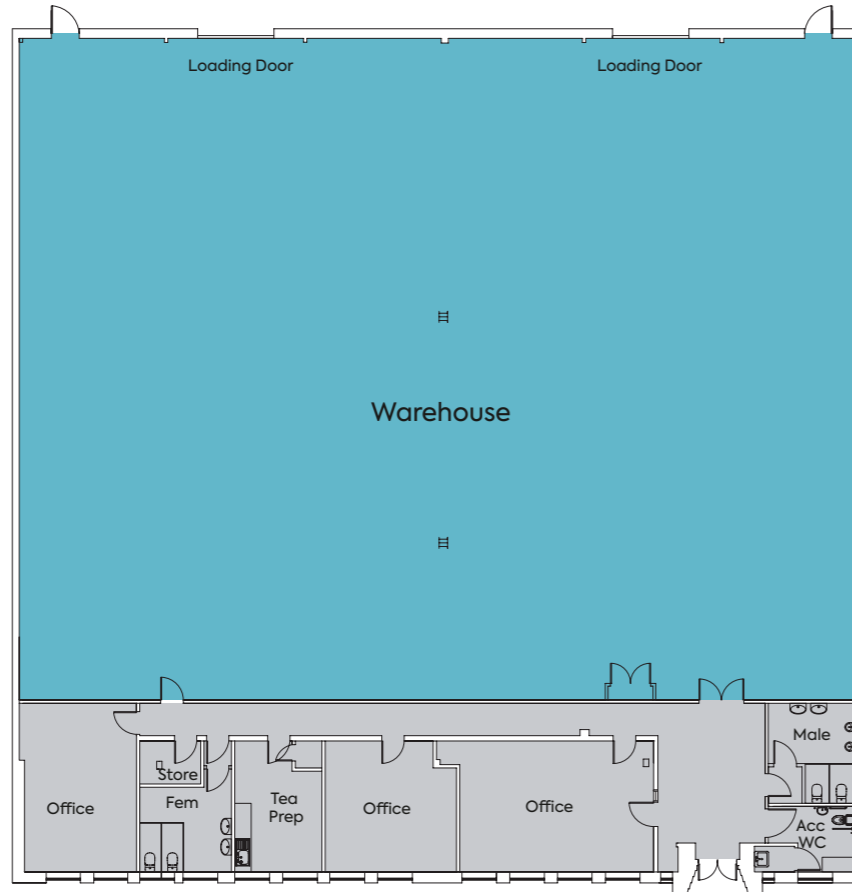 Loading Door
Loading Door
Warehouse
Male
Store
Fem
Office
Tea
Prep
Office
Office
Acc
WC